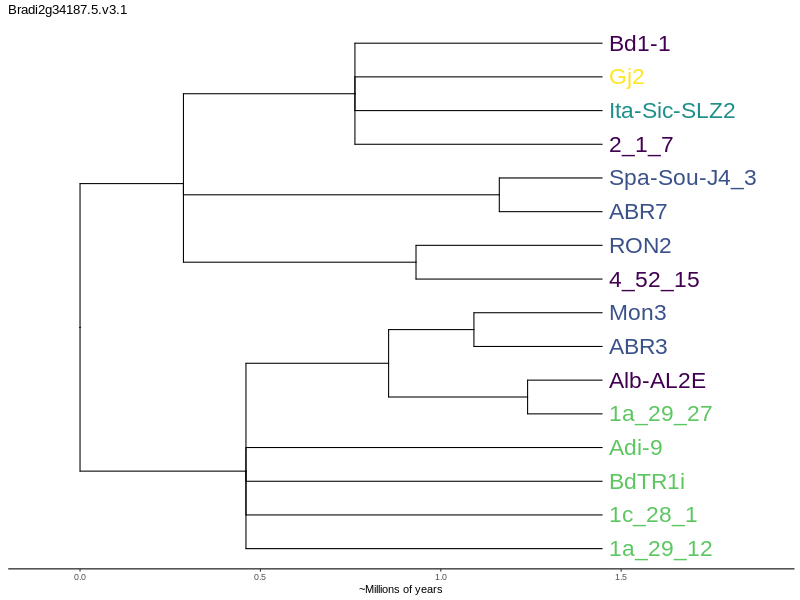 Bradi2g34187.5.v3.1
Bd1-1
Gj2
Ita-Sic-SLZ2
2_1_7
Spa-Sou-J4_3
ABR7
RON2
4_52_15
Mon3
ABR3
Alb-AL2E
1a_29_27
Adi-9
BdTR1i
1c_28_1
1a_29_12
0.0 0.5 1.0 1.5
~Millions of years